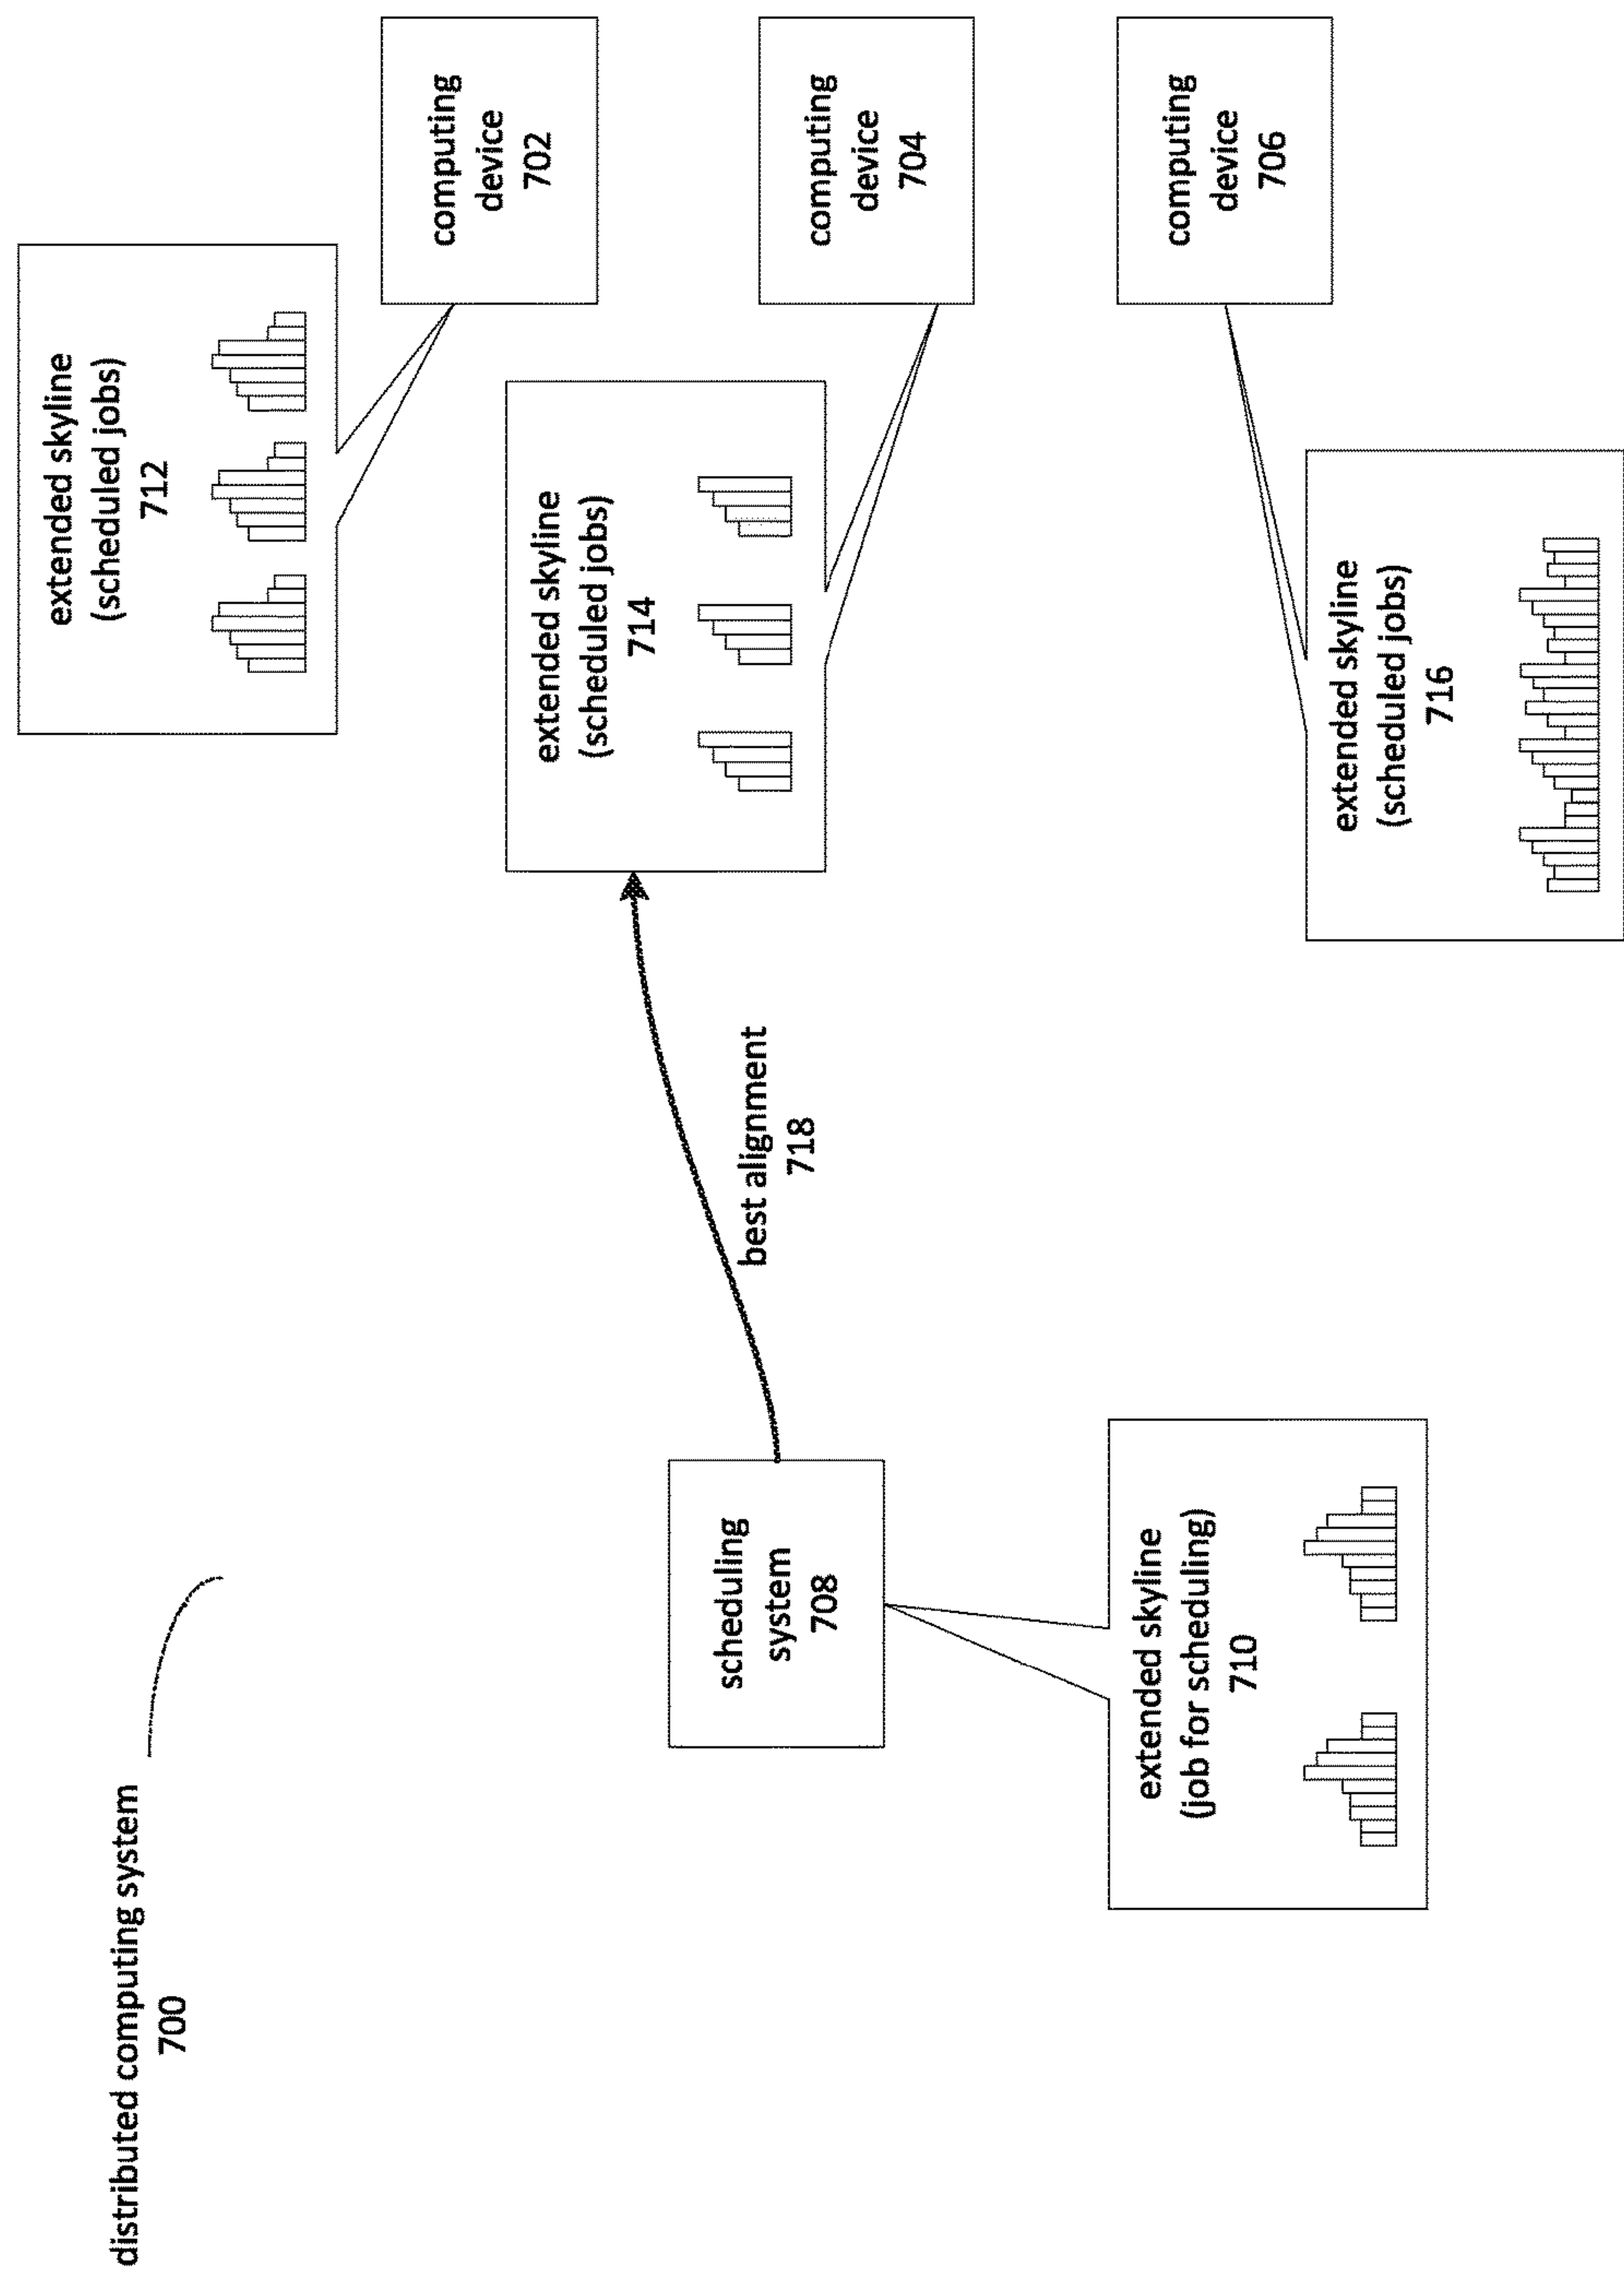 distributed computing system
700
extended skyline
(scheduled jobs)
712
computing
device
702
extended skyline
(scheduled jobs)
714
computing
device
704
best alignment
718
scheduling
system
708
computing
device
706
extended skyline
(job for scheduling)
710
extended skyline
(scheduled jobs)
716